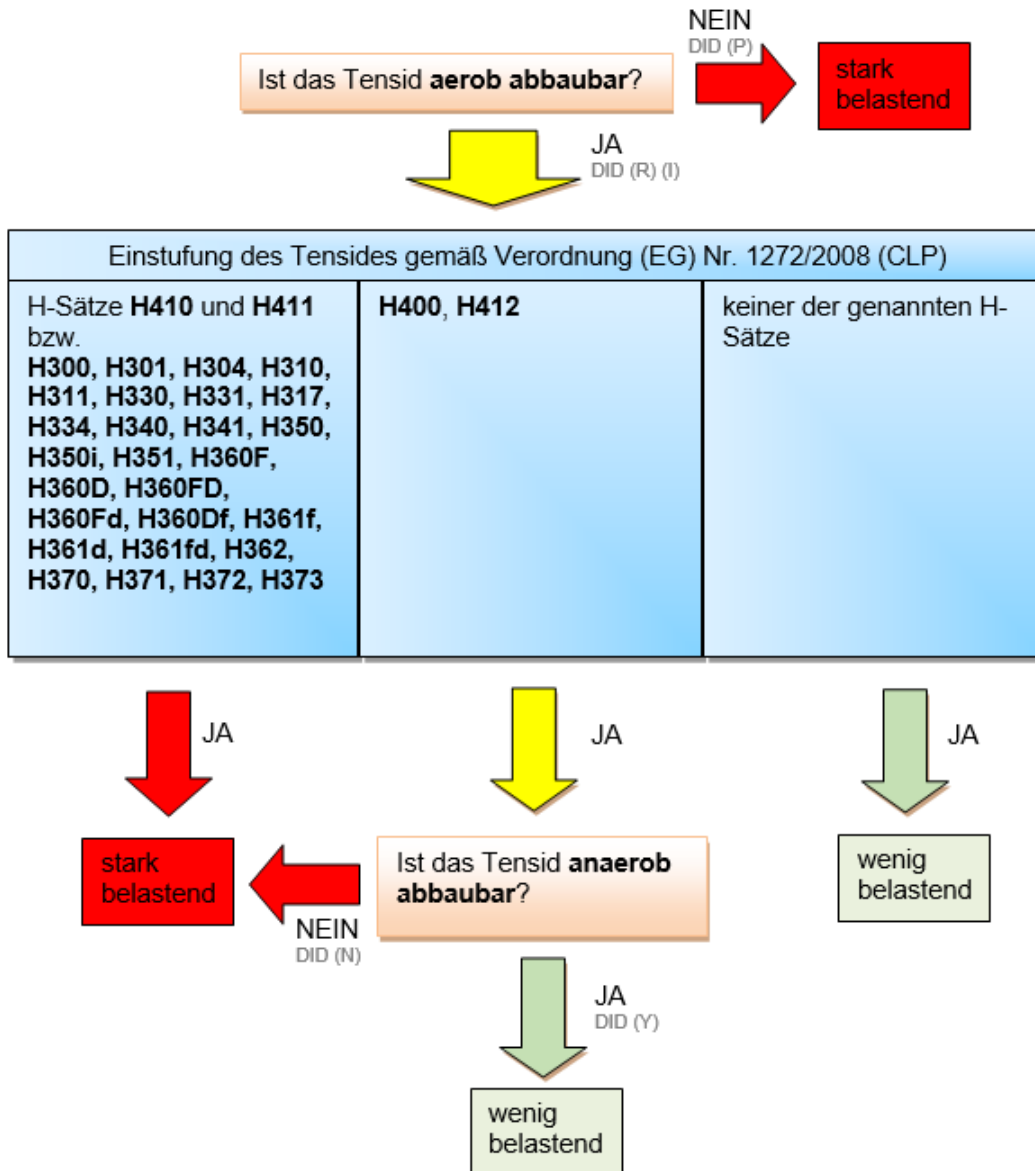 NEIN
DID (P)
Ist das Tensid aerob abbaubar?
stark
belastend
JA
DID (R) (I)
Einstufung des Tensides gemäß Verordnung (EG) Nr. 1272/2008 (CLP)
H-Sätze H410 und H411
bzw.
H300, H301, H304, H310,
H311, H330, H331, H317,
H334, H340, H341, H350,
H350i, H351, H360F,
H360D, H360FD,
H360Fd, H360Df, H361f,
H361d, H361fd, H362,
H370, H371, H372, H373
H400, H412
keiner der genannten H-
Sätze
JA
JA
JA
stark
belastend
NEIN
DID (N)
Ist das Tensid anaerob
abbaubar?
wenig
belastend
JA
DID (Y)
wenig
belastend